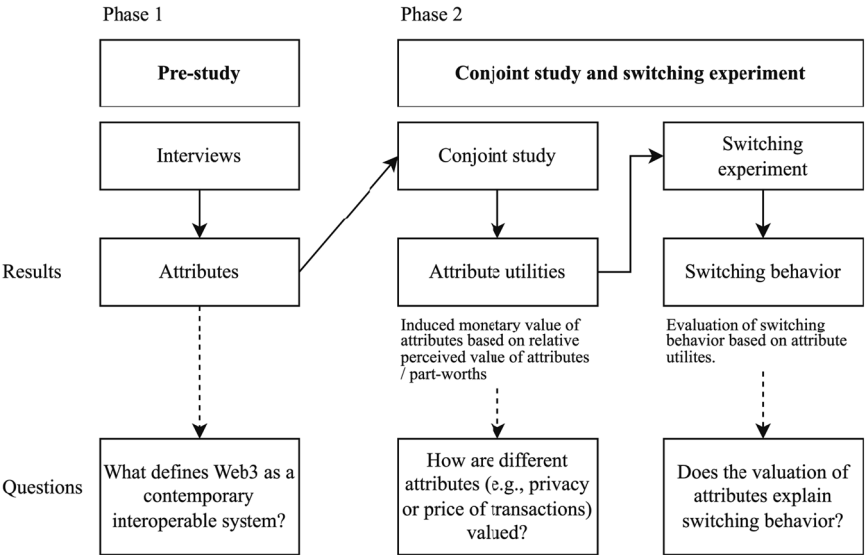 Phase 1
Phase 2
Pre-study
Conjoint study and switching experiment
Interviews
Conjoint study
Switching
experiment
Results
Attributes
Attribute utilities
Switching behavior
Induced monetary value of
attributes based on relative
perceived value of attributes
/ part-worths
Evaluation of switching
behavior based on attribute
utilites.
Questions
What defines Web3 as a
contemporary
interoperable system?
How are different
attributes (e.g., privacy
or price of transactions)
valued?
Does the valuation of
attributes explain
switching behavior?